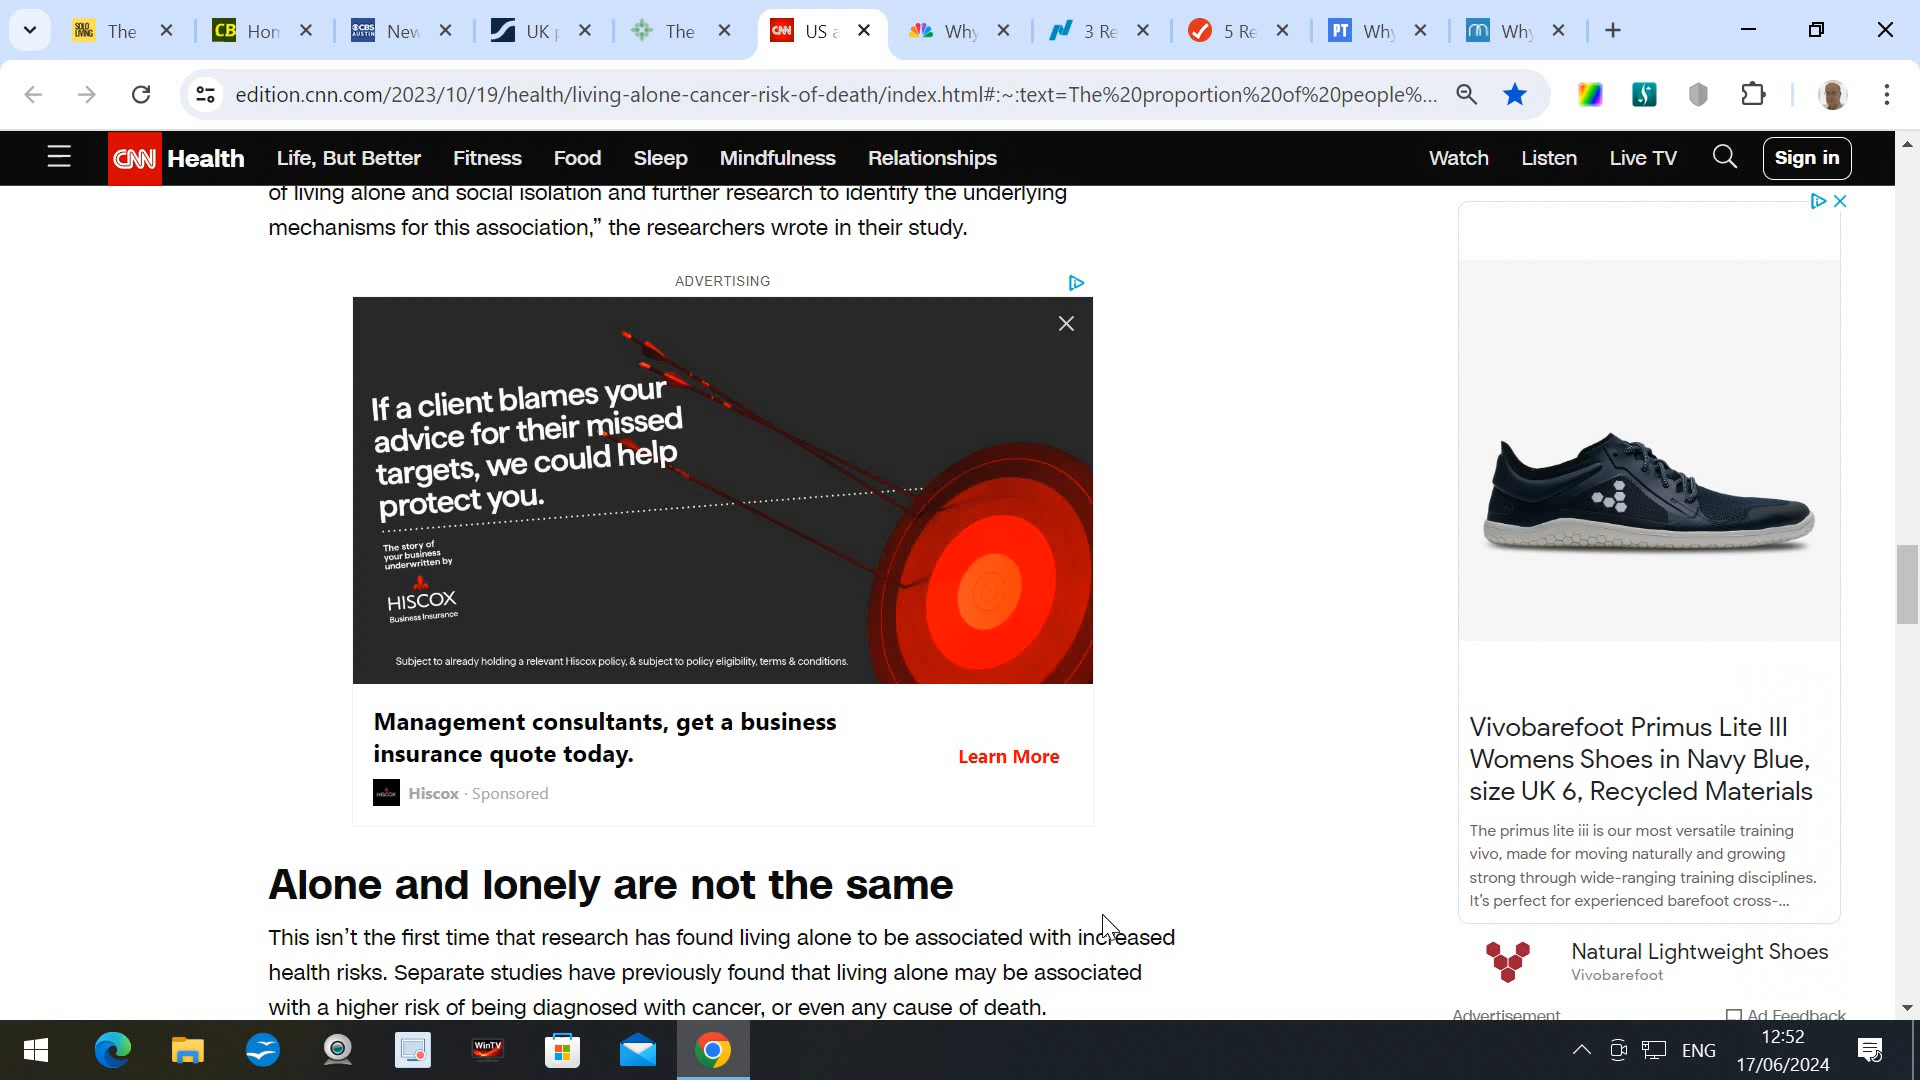 The
Hon
New
UK
The
US a
Why
3 Re
5 Re
Why
Why
edition.cnn.com/2023/10/19/health/living-alone-cancer-risk-of-death/index.html#:~:text=The%20proportion%20of%20people%...
CNN Health
Life, But Better
Fitness
Food
Sleep
Mindfulness
Relationships
Watch
Listen
Live TV
Sign in
of living alone and social isolation and further research to identify the underlying
mechanisms for this association,” the researchers wrote in their study.
ADVERTISING
If a client blames your
advice for their missed
targets, we could help
protect you.
The story of
your business
underwritten by
HISCOX
Business Insurance
Subject to already holding a relevant Hiscox policy, & subject to policy eligibility, terms & conditions.
Management consultants, get a business
insurance quote today.
Learn More
HISCOX
Hiscox · Sponsored
Alone and lonely are not the same
This isn’t the first time that research has found living alone to be associated with increased
health risks. Separate studies have previously found that living alone may be associated
with a higher risk of being diagnosed with cancer, or even any cause of death.
Vivobarefoot Primus Lite III
Womens Shoes in Navy Blue,
size UK 6, Recycled Materials
The primus lite iii is our most versatile training
vivo, made for moving naturally and growing
strong through wide-ranging training disciplines.
It’s perfect for experienced barefoot cross-...
Natural Lightweight Shoes
Vivobarefoot
Advertisement
Ad Feedback
WinTV
ENG
12:52
17/06/2024